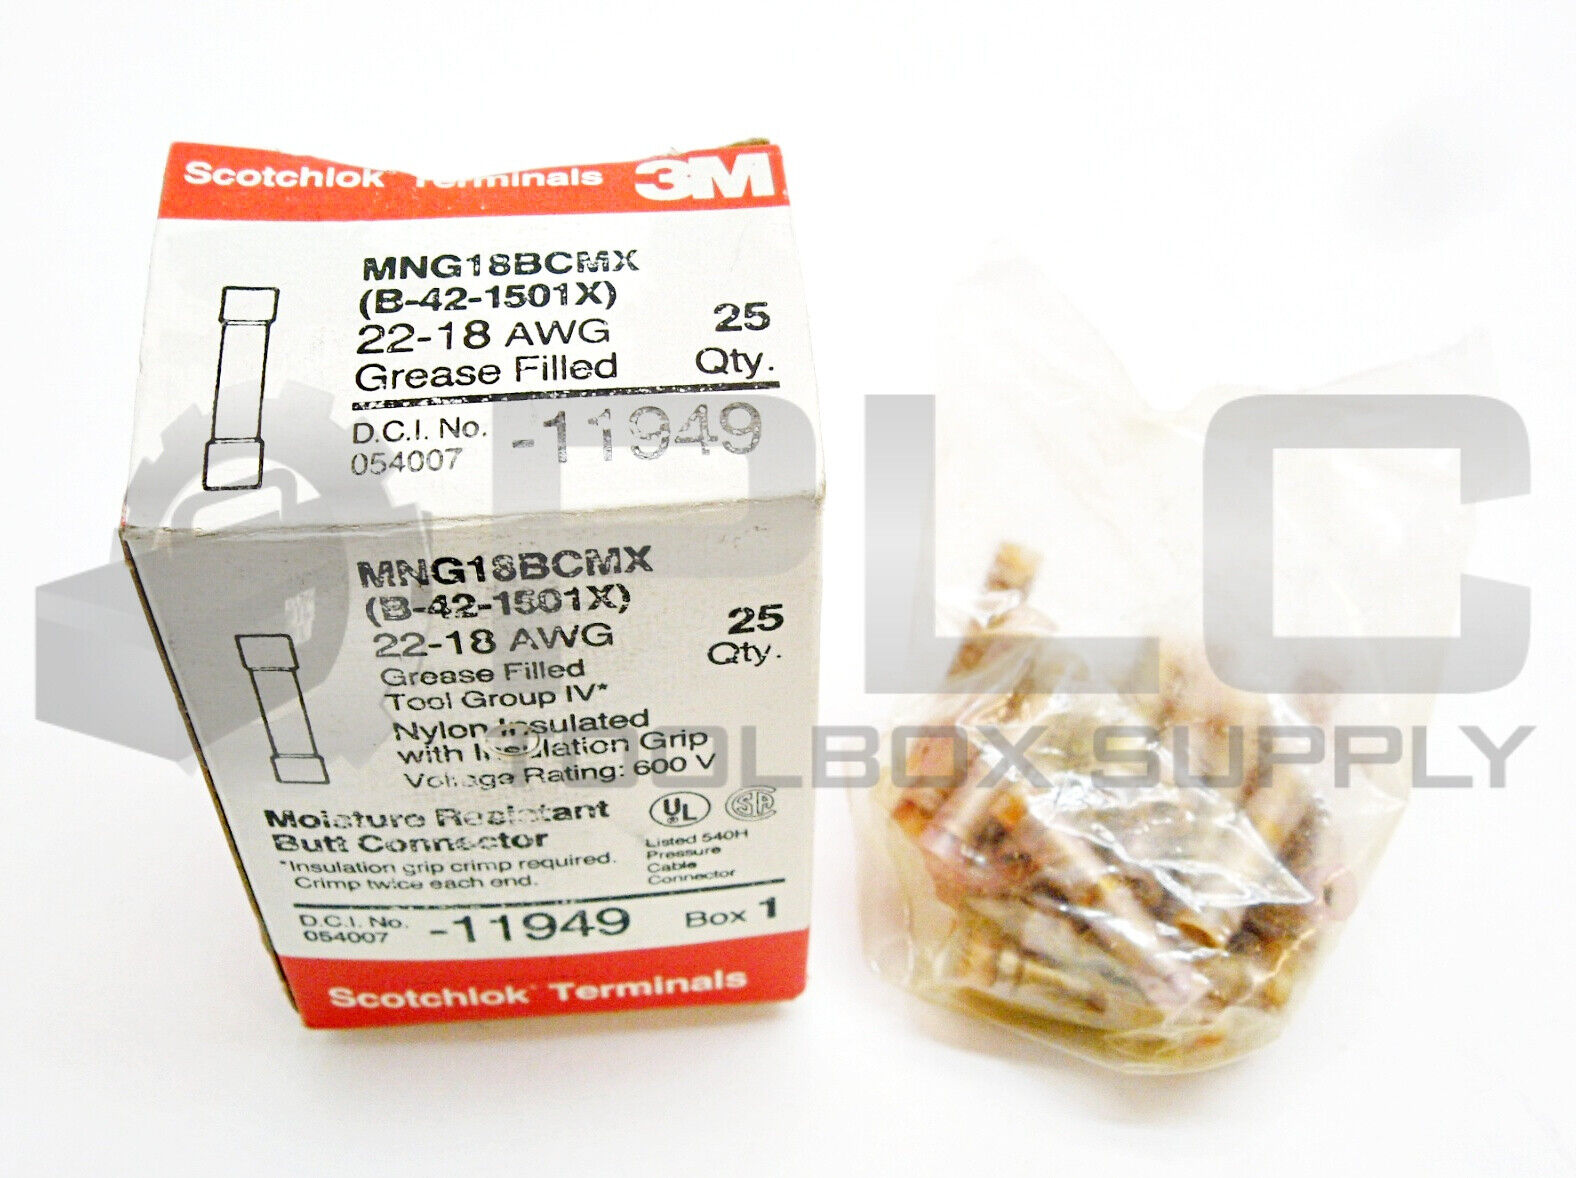 Scotchlok Terminals 3M
MNG18BCMX
(B-42-1501X)
22-18 AWG
Grease Filled
25
Qty.
D.C.I. No.
054007
-11949
MNG18BCMX
(B-42-1501X)
22-18 AWG
Grease Filled
Tool Group IV*
Nylon Insulated
with Insulation Grip
Voltage Rating: 600 V
25
Qty.
Moisture Resistant
Butt Connector
*Insulation grip crimp required.
Crimp twice each end.
UL SA
Listed 540H
Pressure
Cable
Connector
D.C.I. No.
054007
-11949
Box 1
Scotchlok Terminals
PLC
TOOLBOX SUPPLY